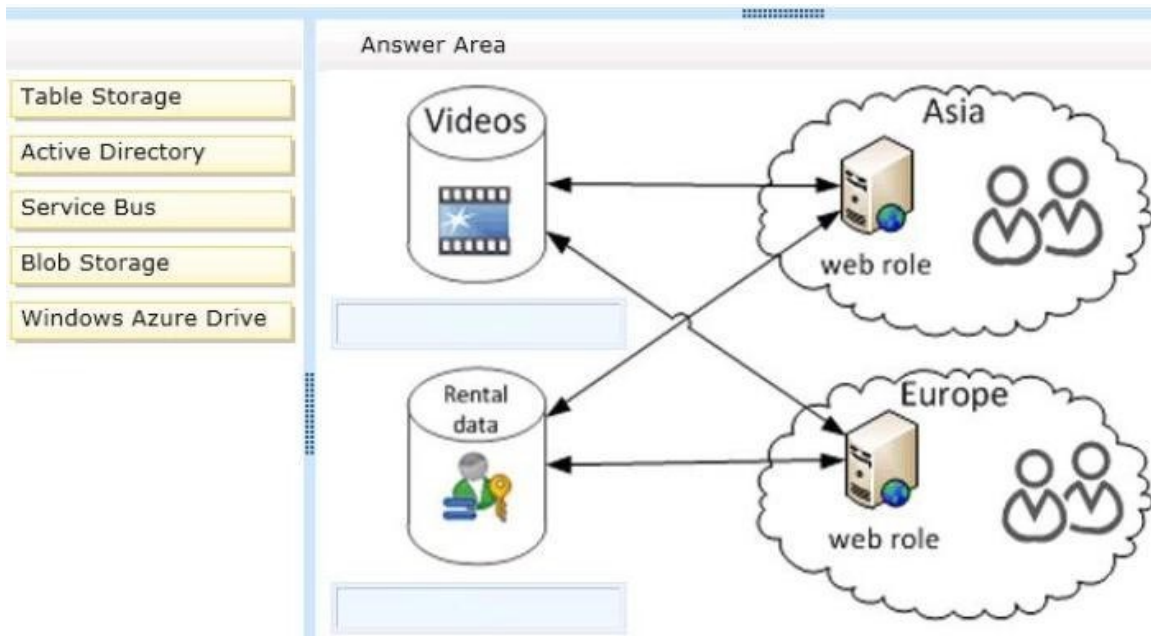 Answer Area
Table Storage
Active Directory
Service Bus
Blob Storage
Windows Azure Drive
Videos
Asia
web role
Rental
data
Europe
web role